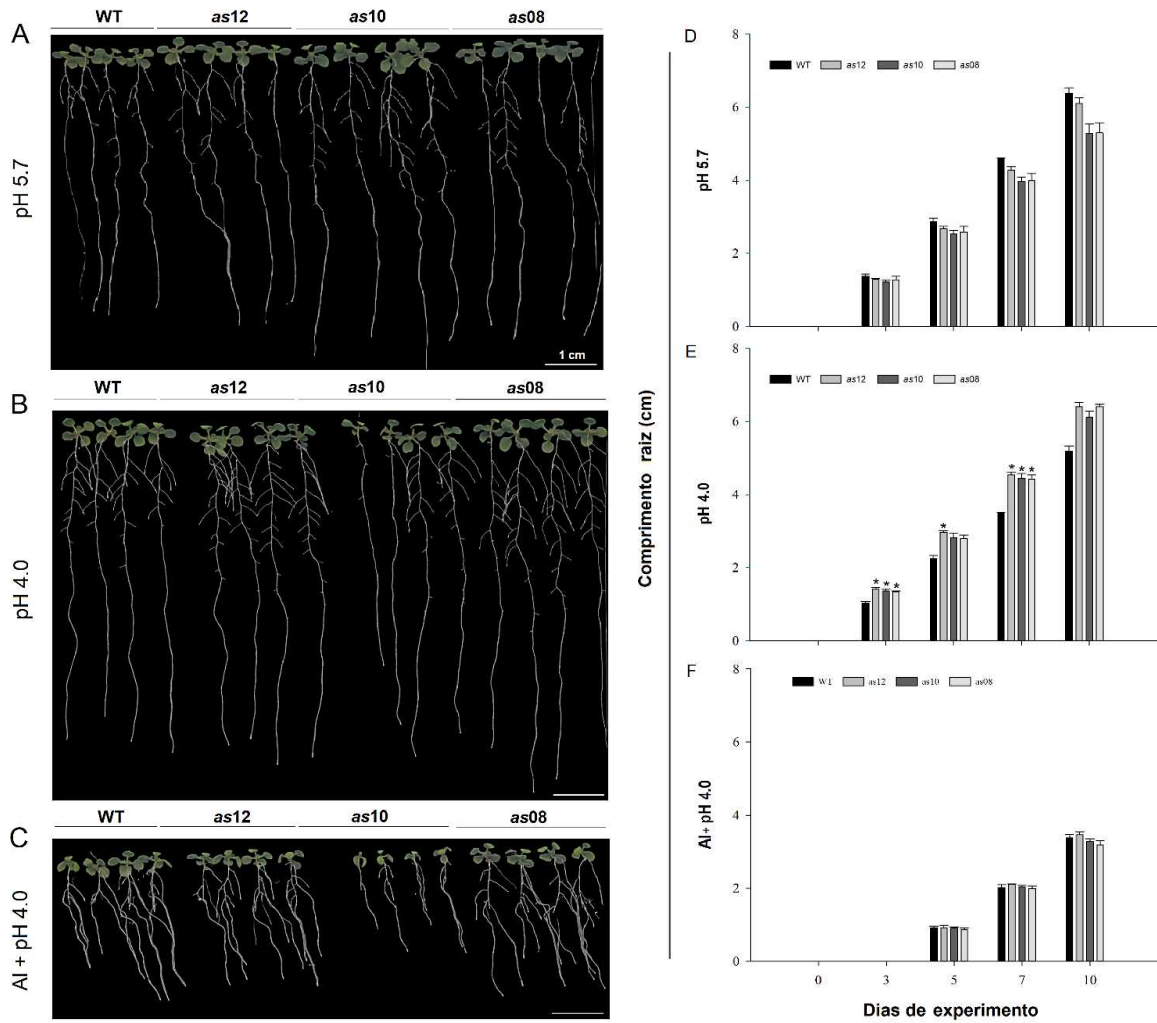 A
WT as12 as10 as08
pH 5.7
1 cm
B
WT as12 as10 as08
pH 4.0
C
WT as12 as10 as08
Al + pH 4.0
Comprimento raiz (cm)
D
WT as12 as10 as08
pH 5.7
8
6
4
2
0
E
WT as12 as10 as08
pH 4.0
8
6
4
2
0
* * *
*
* * *
F
WT as12 as10 as08
Al + pH 4.0
8
6
4
2
0
0 3 5 7 10
Dias de experimento